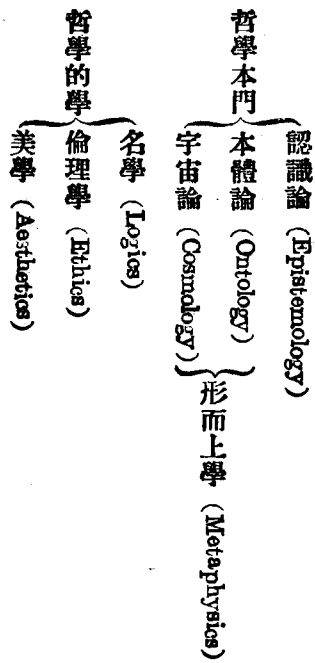 哲學本門
認識論 (Epistemology)
本體論 (Ontology)
宇宙論 (Cosmology)
形而上學 (Metaphysics)
哲學的學
名學 (Logics)
倫理學 (Ethics)
美學 (Aesthetics)